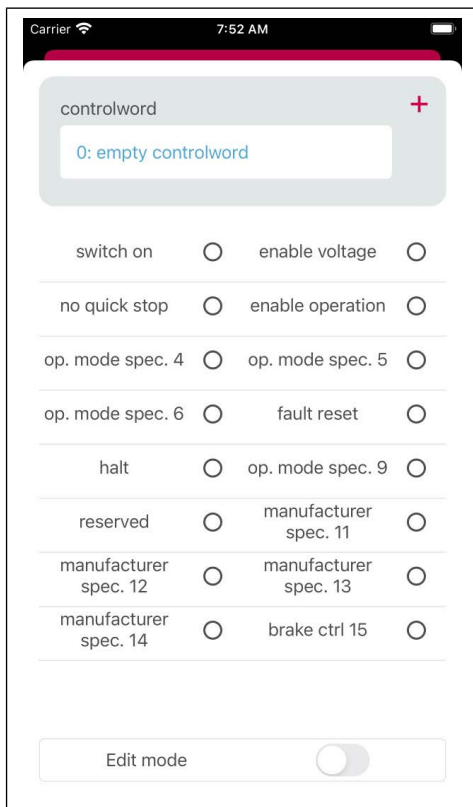 Carrier 7:52 AM
controlword
+
0: empty controlword
switch on enable voltage
no quick stop enable operation
op. mode spec. 4 op. mode spec. 5
op. mode spec. 6 fault reset
halt op. mode spec. 9
reserved manufacturer spec. 11
manufacturer spec. 12 manufacturer spec. 13
manufacturer spec. 14 brake ctrl 15
Edit mode